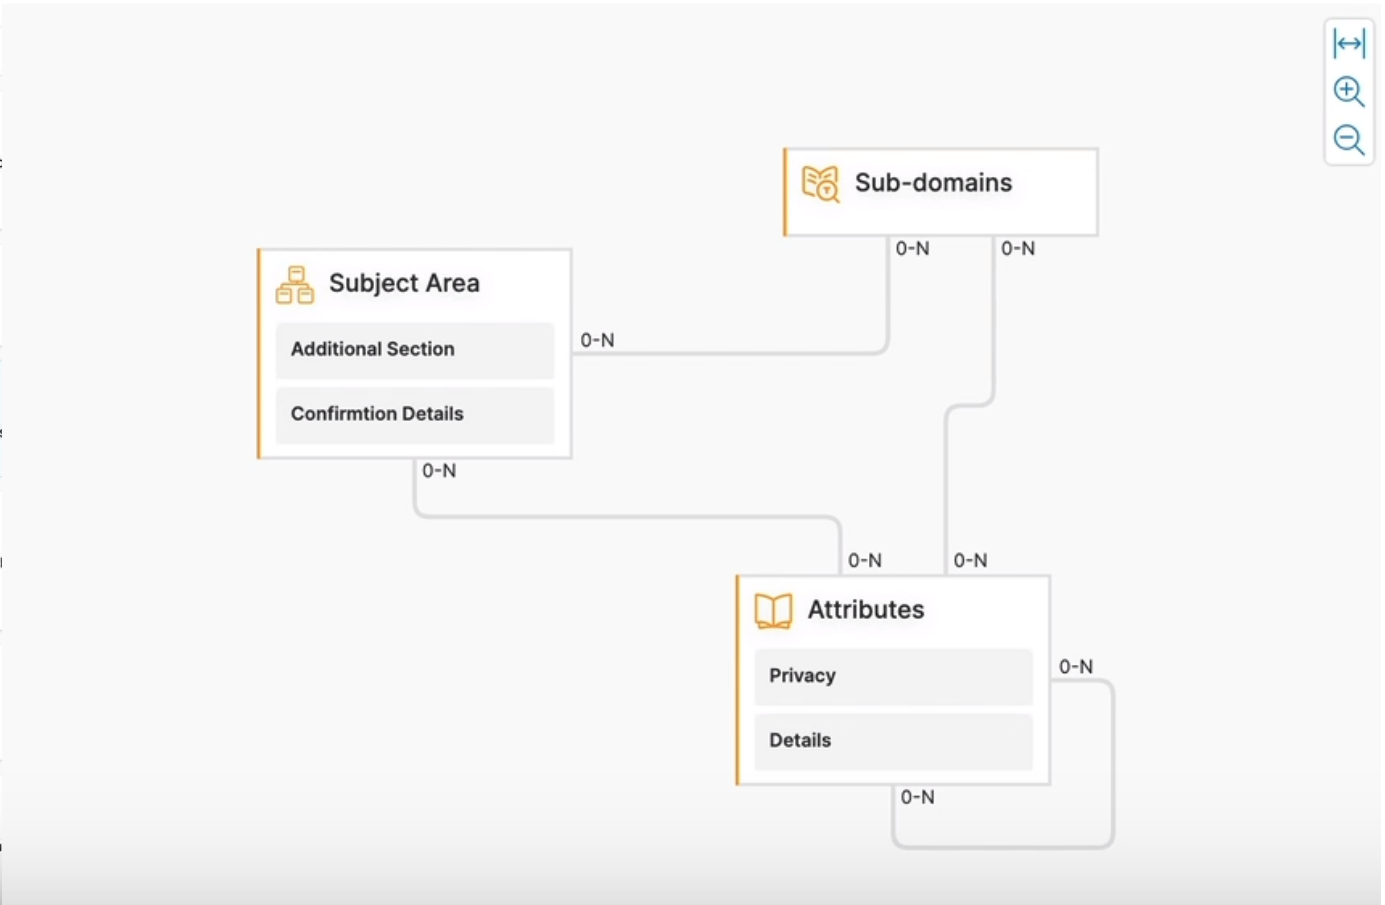 Sub-domains
0-N
0-N
Subject Area
Additional Section
Confirmtion Details
0-N
0-N
0-N
0-N
Attributes
Privacy
Details
0-N
0-N